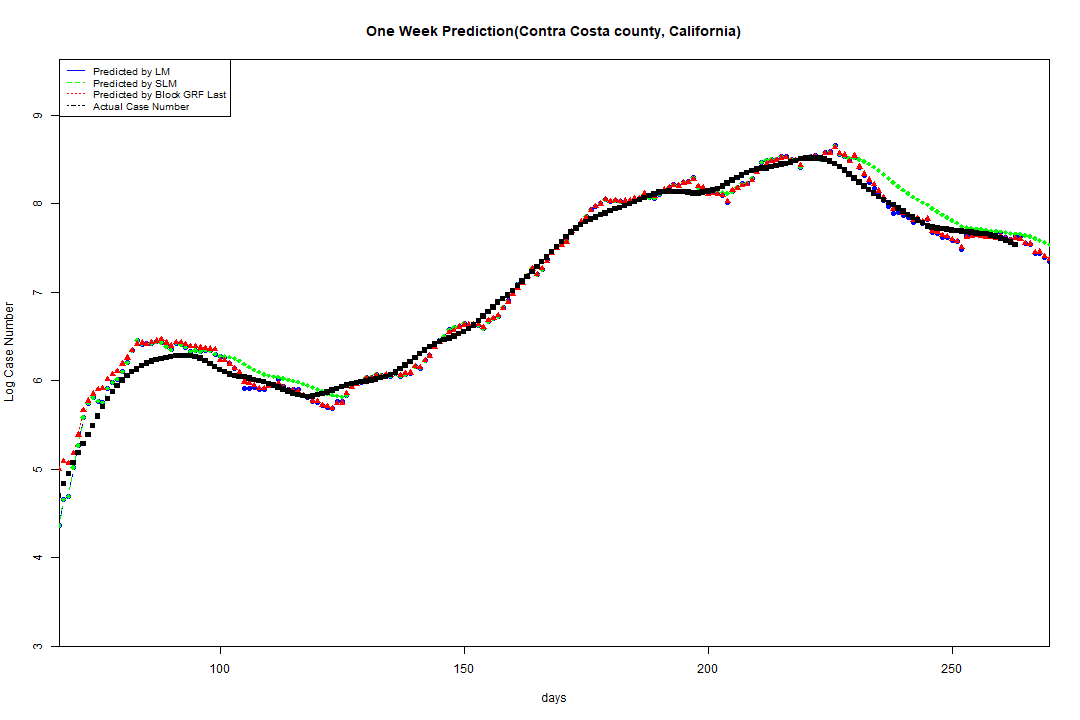 One Week Prediction(Contra Costa county, California)
Predicted by LM
Predicted by SLM
Predicted by Block GRF Last
Actual Case Number
9
8
7
6
5
4
3
Log Case Number
100 150 200 250
days